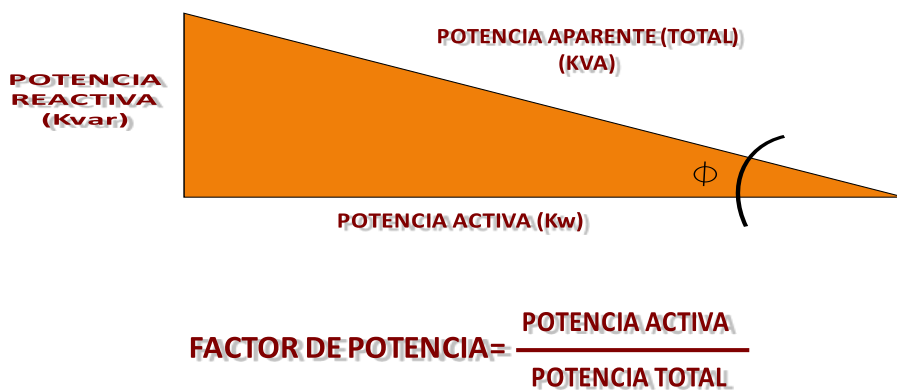 POTENCIA APARENTE (TOTAL)
(KVA)
POTENCIA
REACTIVA
(Kvar)
ϕ
POTENCIA ACTIVA (Kw)
FACTOR DE POTENCIA= POTENCIA ACTIVA
POTENCIA TOTAL